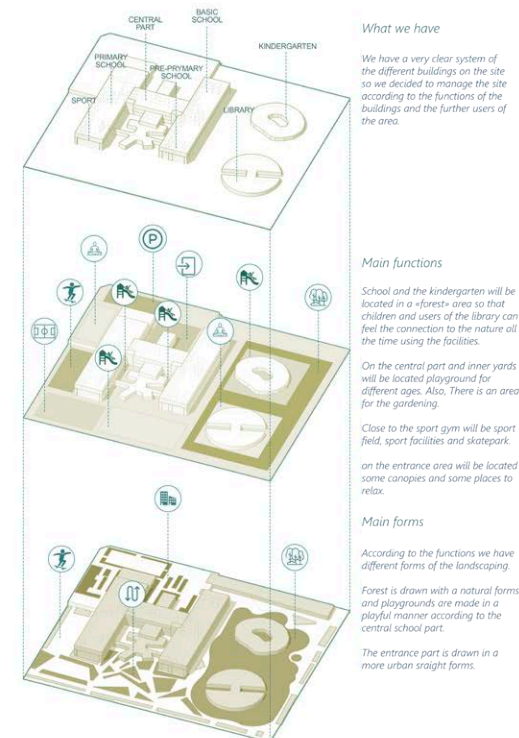 CENTRAL
PART
BASIC
SCHOOL
KINDERGARTEN
PRIMARY
SCHOOL
PRE-PRYMARY
SCHOOL
SPORT
LIBRARY
What we have
We have a very clear system of
the different buildings on the site
so we decided to manage the site
according to the functions of the
buildings and the further users of
the area.
P
Main functions
School and the kindergarten will be
located in a «forest» area so that
children and users of the library can
feel the connection to the nature all
the time using the facilities.
On the central part and inner yards
will be located playground for
different ages. Also, There is an area
for the gardening.
Close to the sport gym will be sport
field, sport facilities and skatepark.
on the entrance area will be located
some canopies and some places to
relax.
Main forms
According to the functions we have
different forms of the landscaping.
Forest is drawn with a natural forms
and playgrounds are made in a
playful manner according to the
central school part.
The entrance part is drawn in a
more urban sraight forms.